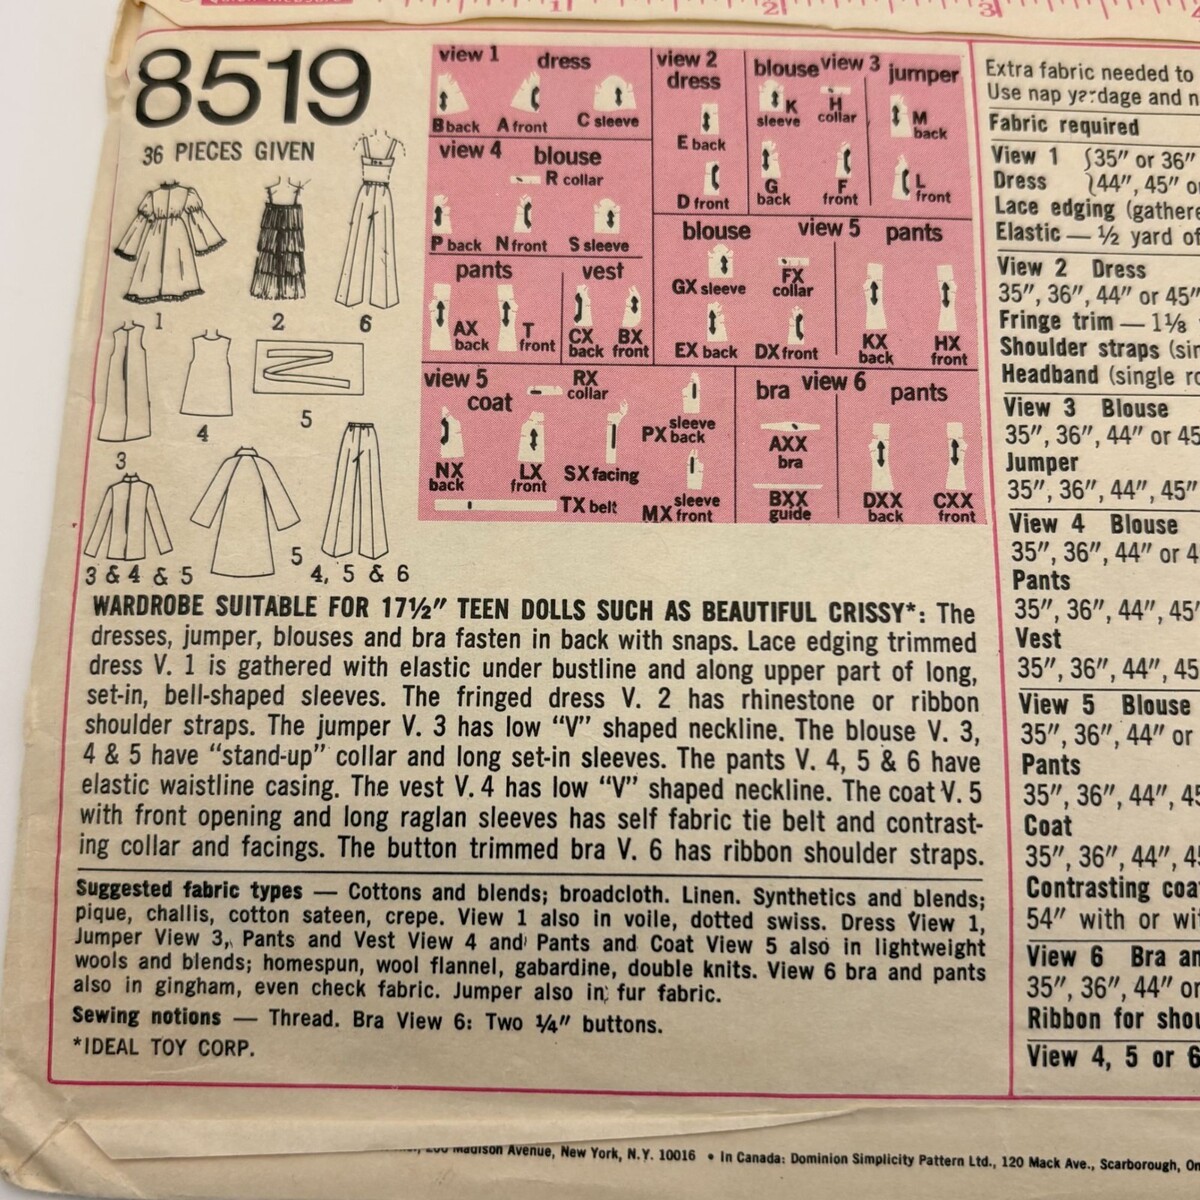 8519
36 PIECES GIVEN
1
2
6
3
4
5
3 & 4 & 5
5
4, 5 & 6
view 1 dress
B back A front C sleeve
view 2
dress
E back
D front
blouse view 3 jumper
K
sleeve
H
collar
M
back
G
back
F
front
L
front
view 4 blouse
R collar
P back N front S sleeve
pants
AX
back
T
front
vest
CX
back
BX
front
blouse view 5 pants
GX sleeve
FX
collar
EX back DX front
KX
back
HX
front
view 5
coat
RX
collar
sleeve
PX back
NX
back
LX
front
SX facing
TX belt
sleeve
MX front
bra view 6 pants
AXX
bra
BXX
guide
DXX
back
CXX
front
WARDROBE SUITABLE FOR 17½" TEEN DOLLS SUCH AS BEAUTIFUL CRISSY*: The
dresses, jumper, blouses and bra fasten in back with snaps. Lace edging trimmed
dress V. 1 is gathered with elastic under bustline and along upper part of long,
set-in, bell-shaped sleeves. The fringed dress V. 2 has rhinestone or ribbon
shoulder straps. The jumper V. 3 has low "V" shaped neckline. The blouse V. 3,
4 & 5 have "stand-up" collar and long set-in sleeves. The pants V. 4, 5 & 6 have
elastic waistline casing. The vest V. 4 has low "V" shaped neckline. The coat V. 5
with front opening and long raglan sleeves has self fabric tie belt and contrast-
ing collar and facings. The button trimmed bra V. 6 has ribbon shoulder straps.
Suggested fabric types — Cottons and blends; broadcloth. Linen. Synthetics and blends;
pique, challis, cotton sateen, crepe. View 1 also in voile, dotted swiss. Dress View 1,
Jumper View 3, Pants and Vest View 4 and Pants and Coat View 5 also in lightweight
wools and blends; homespun, wool flannel, gabardine, double knits. View 6 bra and pants
also in gingham, even check fabric. Jumper also in fur fabric.
Sewing notions — Thread. Bra View 6: Two ¼" buttons.
*IDEAL TOY CORP.
Extra fabric needed to
Use nap yardage and n
Fabric required
View 1 {35" or 36"
Dress {44", 45" o
Lace edging (gathere
Elastic — ½ yard of
View 2 Dress
35", 36", 44" or 45"
Fringe trim — 1⅛
Shoulder straps (sin
Headband (single ro
View 3 Blouse
35", 36", 44" or 45
Jumper
35", 36", 44", 45"
View 4 Blouse
35", 36", 44" or 4
Pants
35", 36", 44", 45"
Vest
35", 36", 44", 45
View 5 Blouse
35", 36", 44" or
Pants
35", 36", 44", 45
Coat
35", 36", 44", 4
Contrasting coa
54" with or wi
View 6 Bra an
35", 36", 44" or
Ribbon for shou
View 4, 5 or 6
Madison Avenue, New York, N.Y. 10016 • In Canada: Dominion Simplicity Pattern Ltd., 120 Mack Ave., Scarborough, On